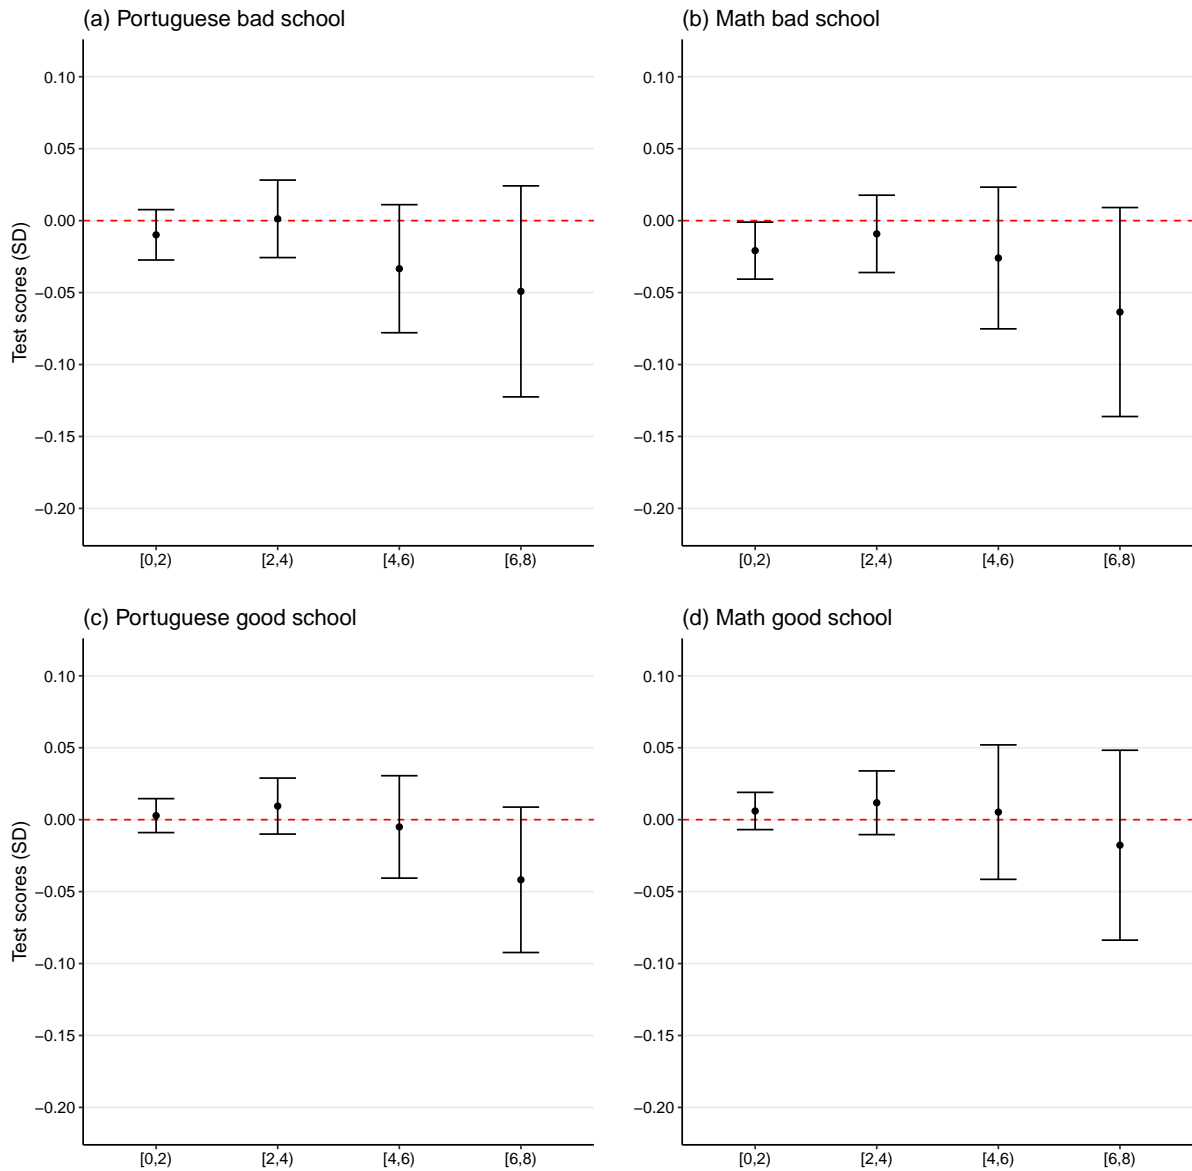 (a) Portuguese bad school
(b) Math bad school
Test scores (SD)
0.10
0.05
0.00
−0.05
−0.10
−0.15
−0.20
[0,2) [2,4) [4,6) [6,8)
0.10
0.05
0.00
−0.05
−0.10
−0.15
−0.20
[0,2) [2,4) [4,6) [6,8)
(c) Portuguese good school
(d) Math good school
Test scores (SD)
0.10
0.05
0.00
−0.05
−0.10
−0.15
−0.20
[0,2) [2,4) [4,6) [6,8)
0.10
0.05
0.00
−0.05
−0.10
−0.15
−0.20
[0,2) [2,4) [4,6) [6,8)